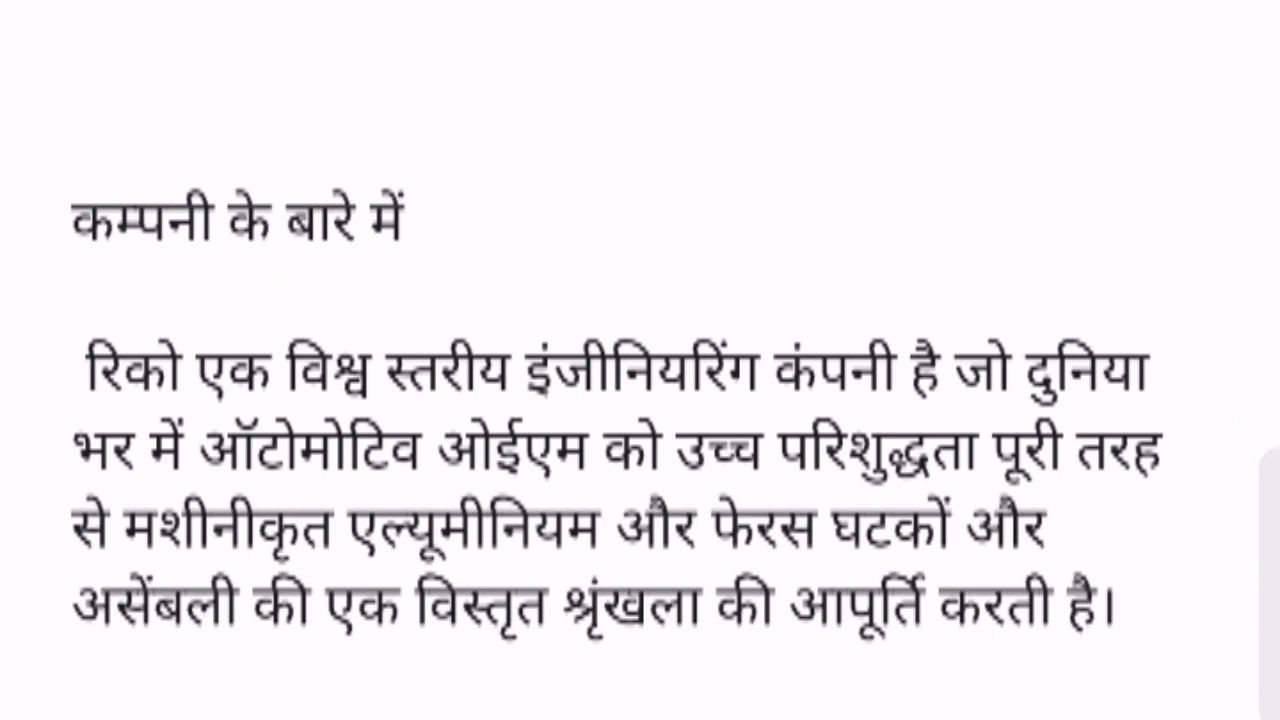 कम्पनी के बारे में
रिको एक विश्व स्तरीय इंजीनियरिंग कंपनी है जो दुनिया
भर में ऑटोमोटिव ओईएम को उच्च परिशुद्धता पूरी तरह
से मशीनीकृत एल्यूमीनियम और फेरस घटकों और
असेंबली की एक विस्तृत श्रृंखला की आपूर्ति करती है।